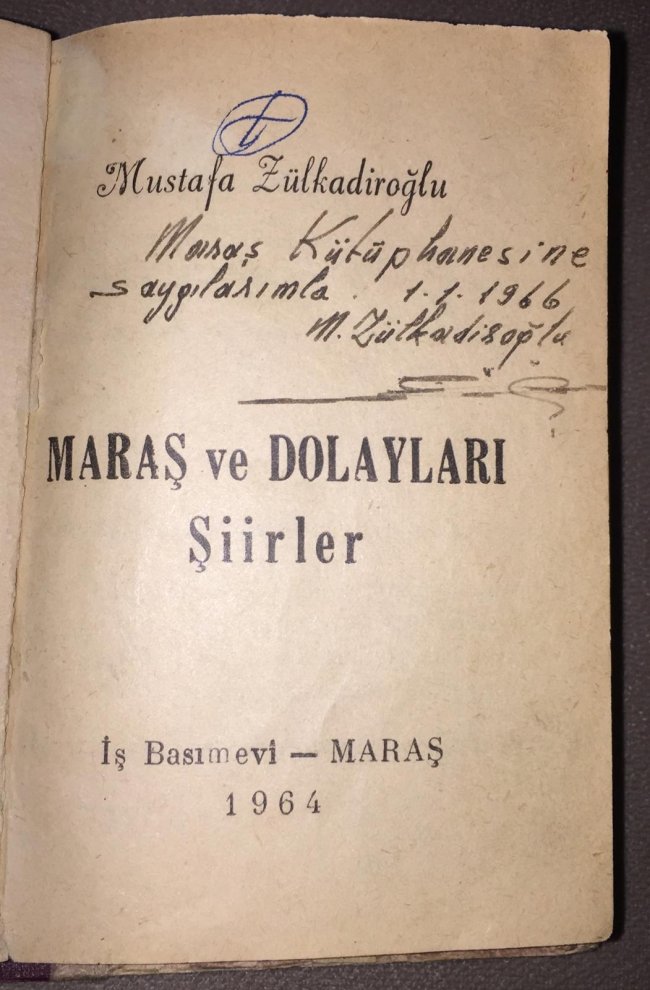 Mustafa Zülkadiroğlu
Maraş Kütüphanesine
saygılarımla. 1.1.1966
M. Zülkadiroğlu
MARAŞ ve DOLAYLARI
Şiirler
İş Basımevi — MARAŞ
1964